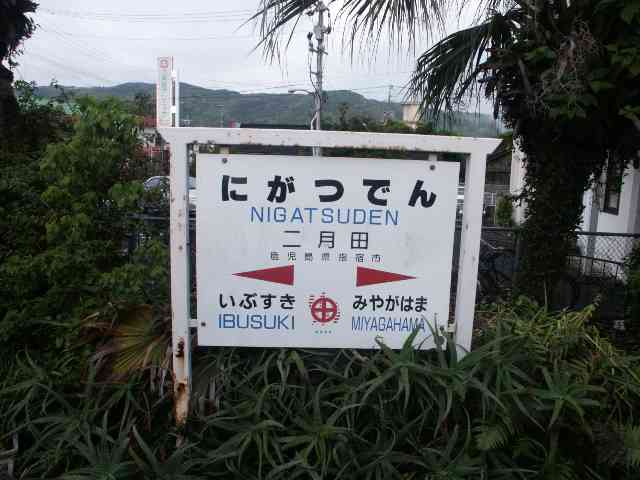 にがつでん
NIGATSUDEN
二月田
鹿児島県指宿市
いぶすき みやがはま
IBUSUKI MIYAGAHAMA